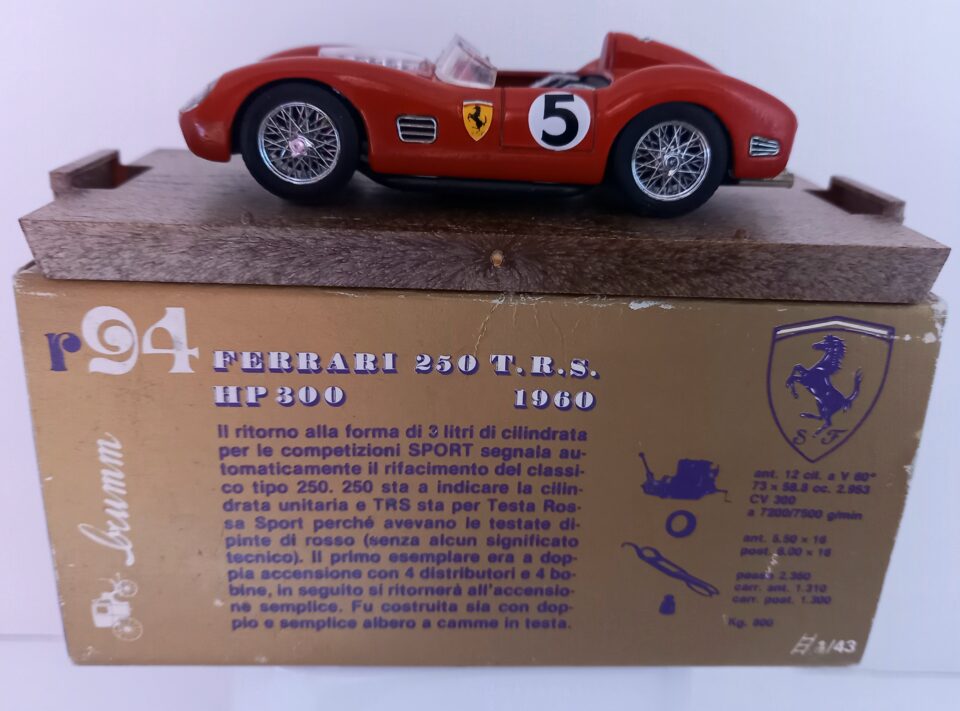 5
r94
FERRARI 250 T.R.S.
HP 300 1960
Il ritorno alla forma di 3 litri di cilindrata
per le competizioni SPORT segnala au-
tomaticamente il rifacimento del classi-
co tipo 250. 250 sta a indicare la cilin-
drata unitaria e TRS sta per Testa Ros-
sa Sport perché avevano le testate di-
pinte di rosso (senza alcun significato
tecnico). Il primo esemplare era a dop-
pia accensione con 4 distributori e 4 bo-
bine, in seguito si ritornerà all'accensio-
ne semplice. Fu costruita sia con dop-
pio e semplice albero a camme in testa.
brumm
S F
ant. 12 cil. a V 60°
73 x 58.8 cc. 2.953
CV 300
a 7200/7500 g/min
ant. 5.50 x 16
post. 6.00 x 16
passo 2.350
carr. ant. 1.310
carr. post. 1.300
Kg. 800
1/43